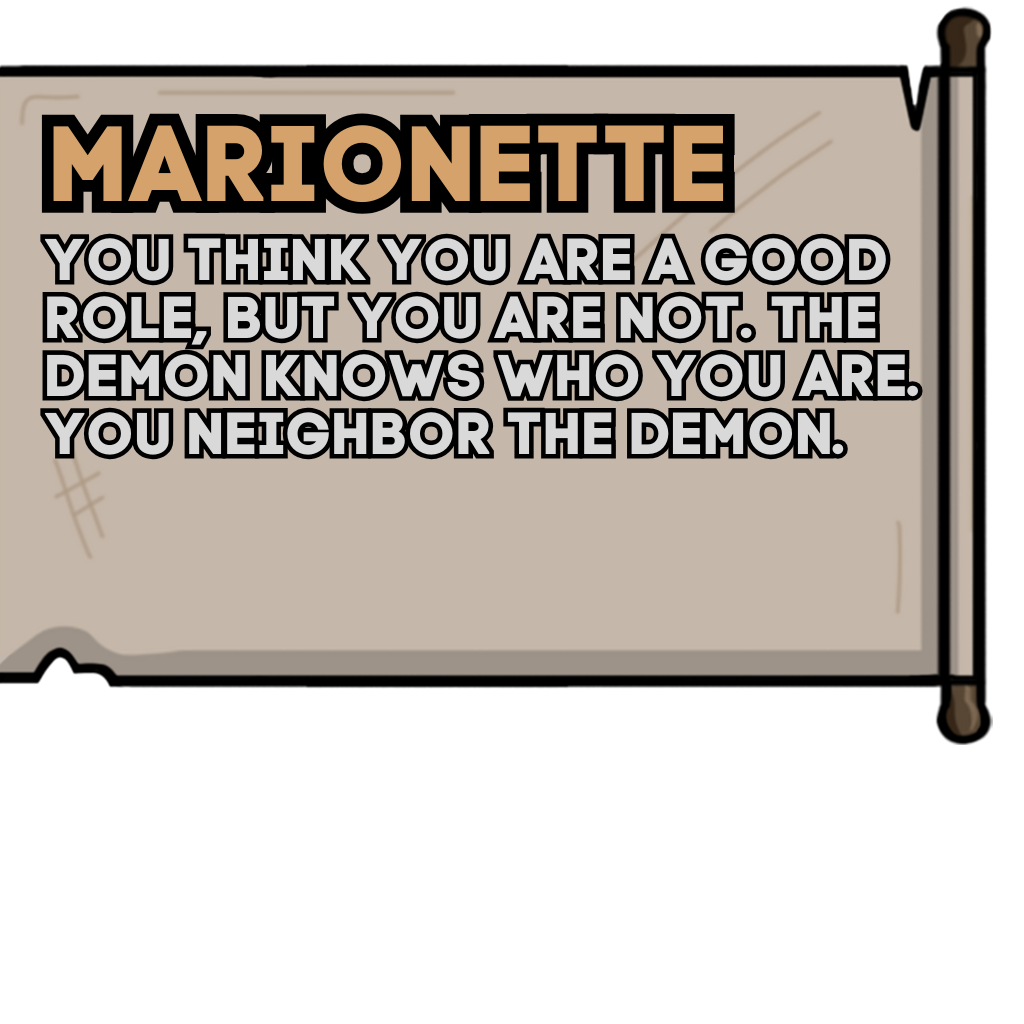 MARIONETTE
YOU THINK YOU ARE A GOOD
ROLE, BUT YOU ARE NOT. THE
DEMON KNOWS WHO YOU ARE.
YOU NEIGHBOR THE DEMON.